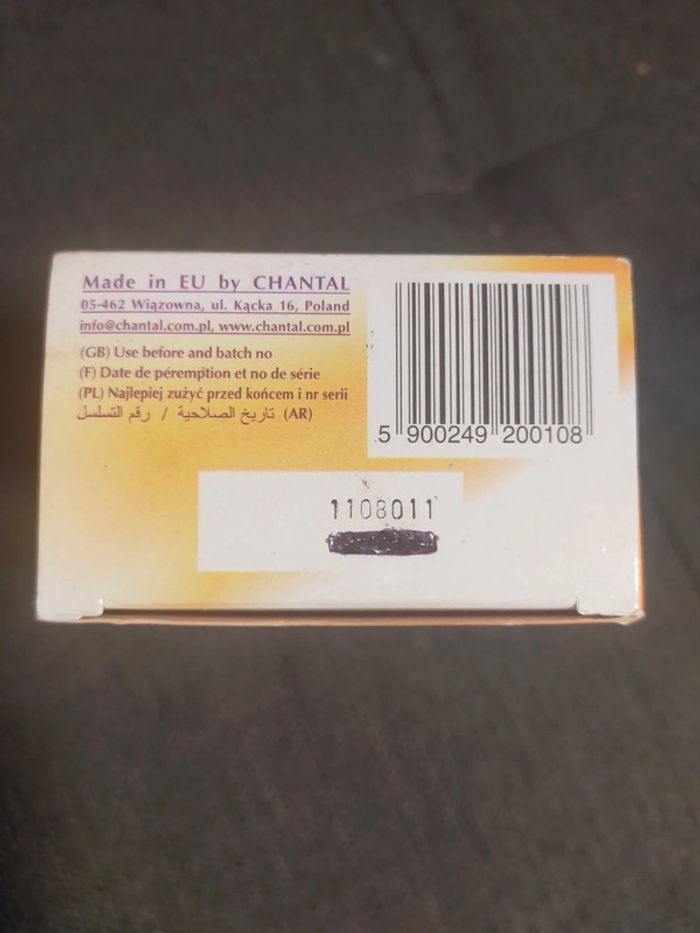 Made in EU by CHANTAL
05-462 Wiązowna, ul. Kącka 16, Poland
info@chantal.com.pl, www.chantal.com.pl
(GB) Use before and batch no
(F) Date de péremption et no de série
(PL) Najlepiej zużyć przed końcem i nr serii
(AR) تاريخ الصلاحية / رقم التسلسل
5 900249 200108
1108011